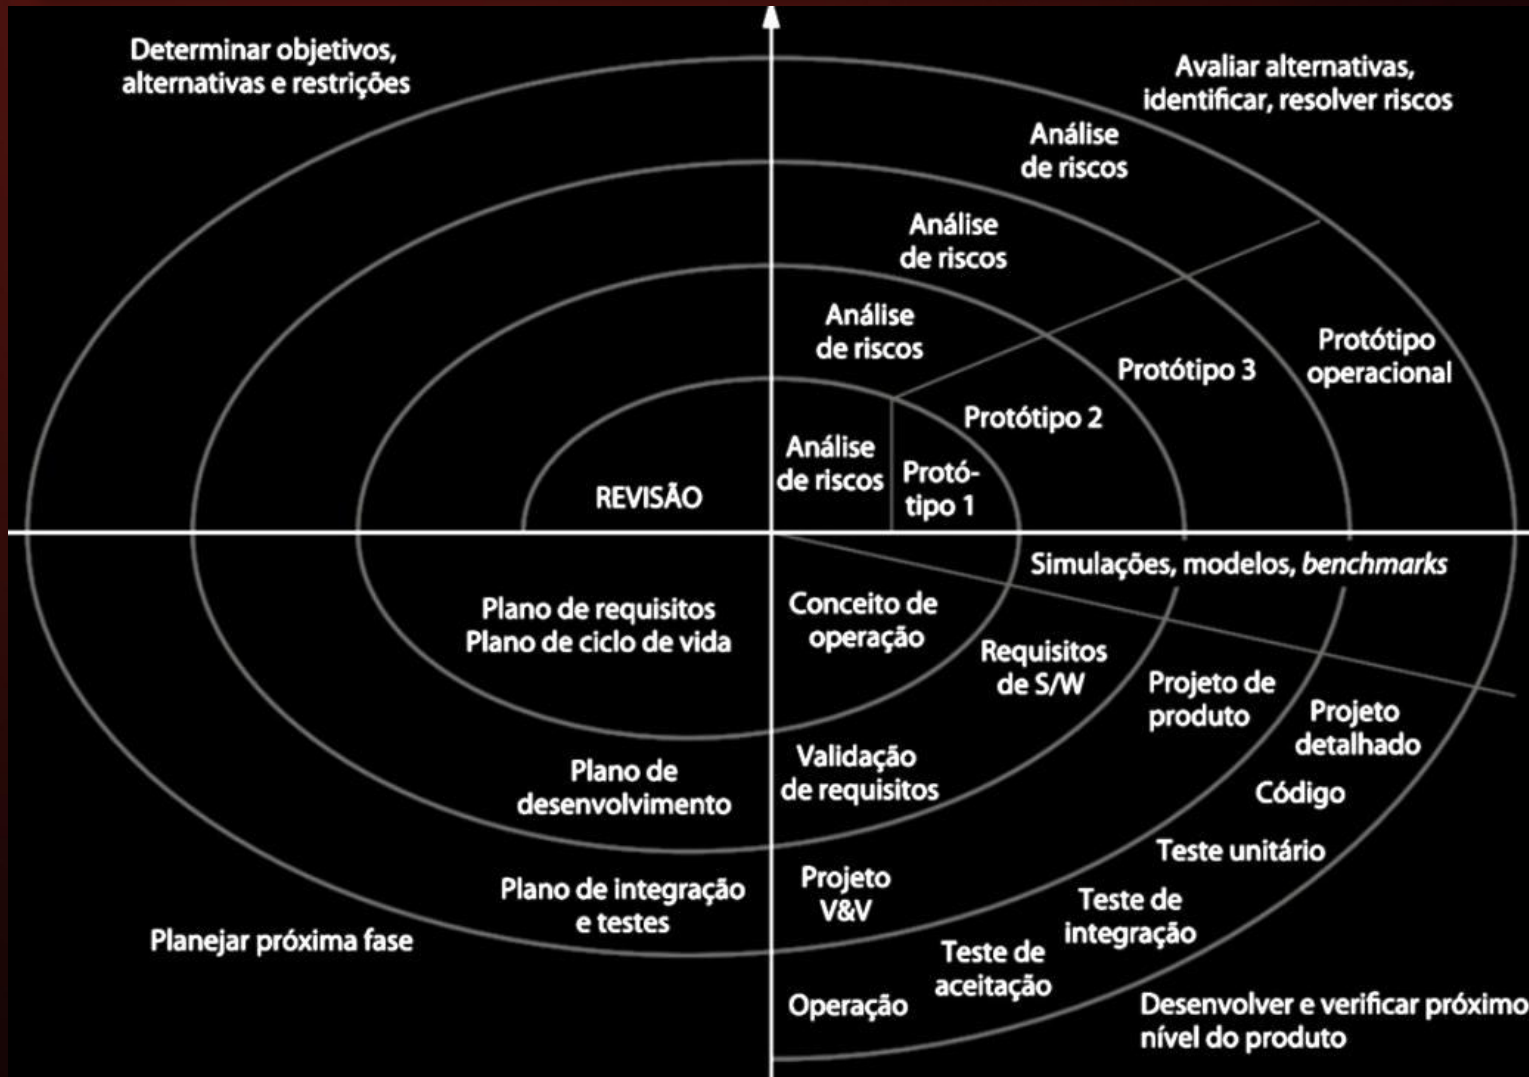 Determinar objetivos,
alternativas e restrições
Avaliar alternativas,
identificar, resolver riscos
Análise
de riscos
Análise
de riscos
Análise
de riscos
Análise
de riscos
Protó-
tipo 1
Protótipo 2
Protótipo 3
Protótipo
operacional
REVISÃO
Simulações, modelos, benchmarks
Plano de requisitos
Plano de ciclo de vida
Conceito de
operação
Requisitos
de S/W
Projeto de
produto
Projeto
detalhado
Código
Teste unitário
Teste de
integração
Teste de
aceitação
Operação
Validação
de requisitos
Projeto
V&V
Plano de
desenvolvimento
Plano de integração
e testes
Planejar próxima fase
Desenvolver e verificar próximo
nível do produto